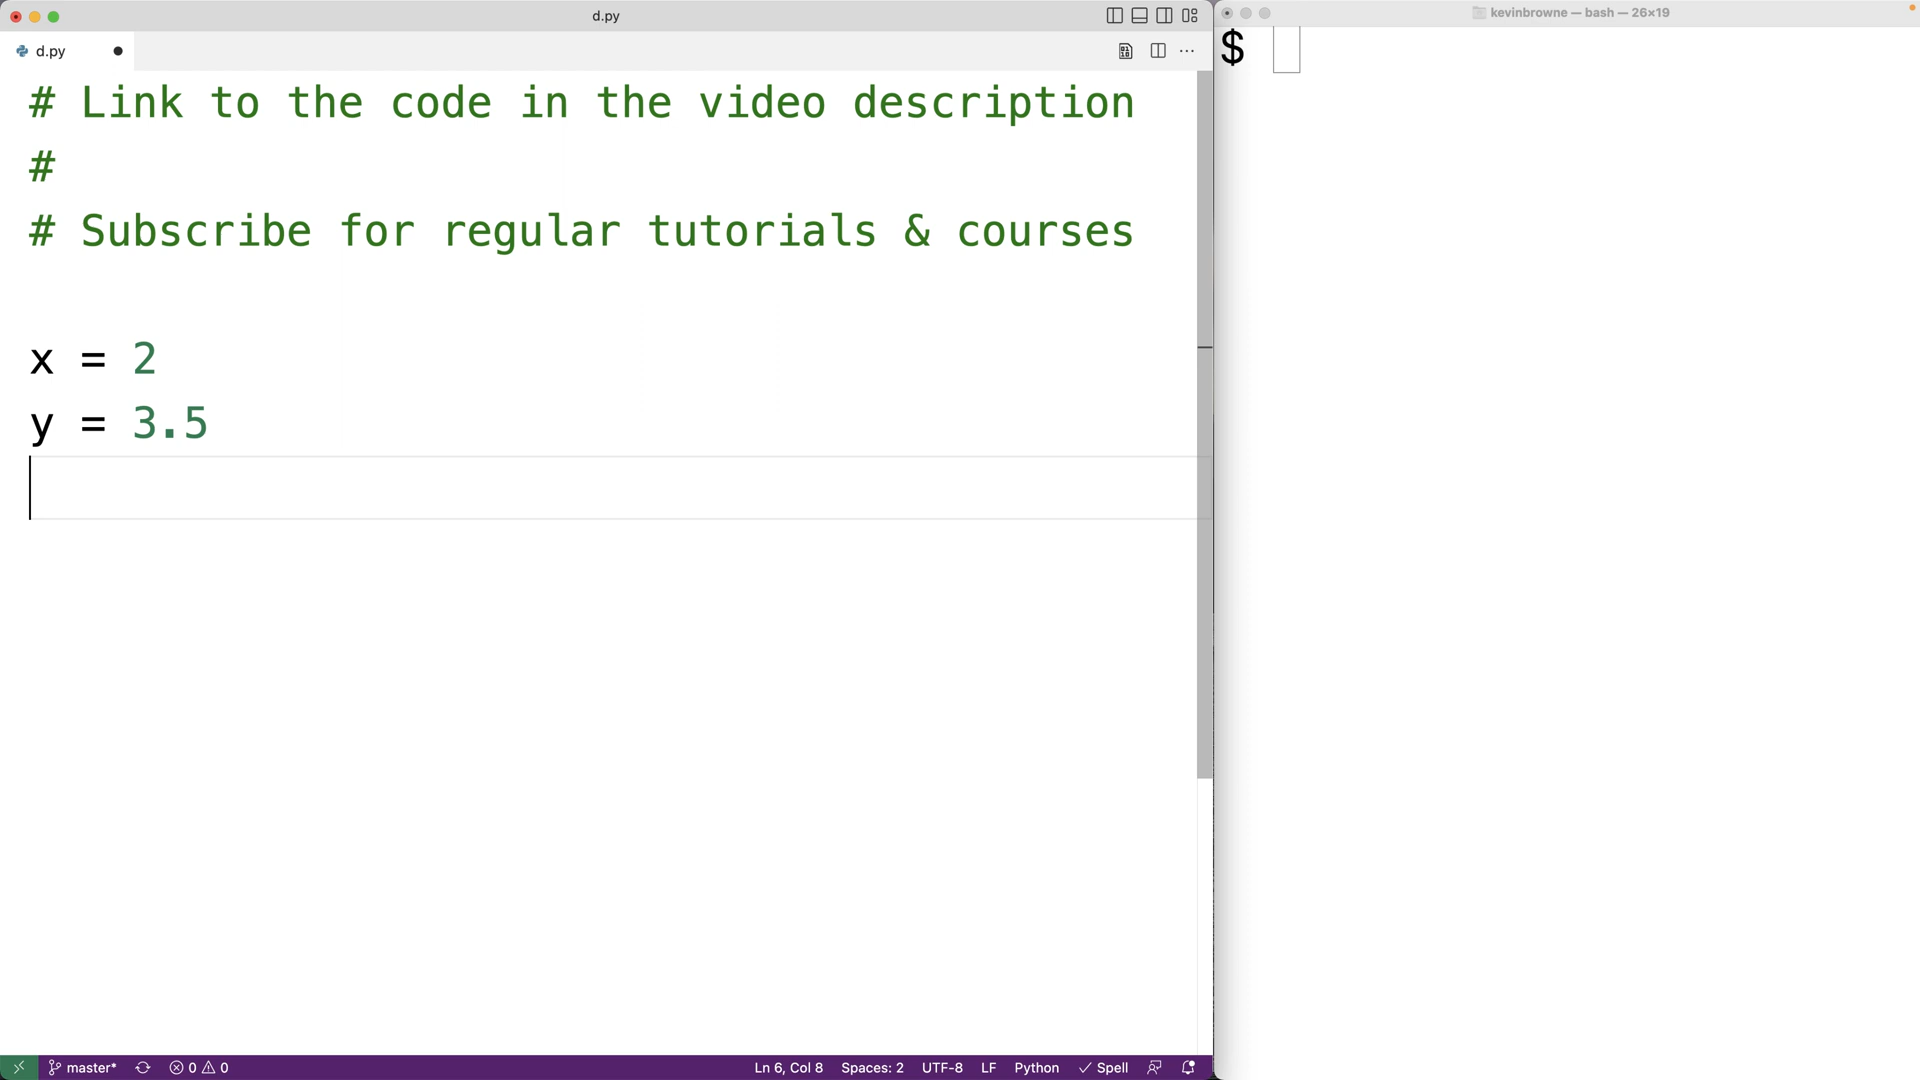 d.py
kevinbrowne — bash — 26×19
d.py
$
# Link to the code in the video description
#
# Subscribe for regular tutorials & courses
x = 2
y = 3.5
master* 0 0 Ln 6, Col 8 Spaces: 2 UTF-8 LF Python Spell